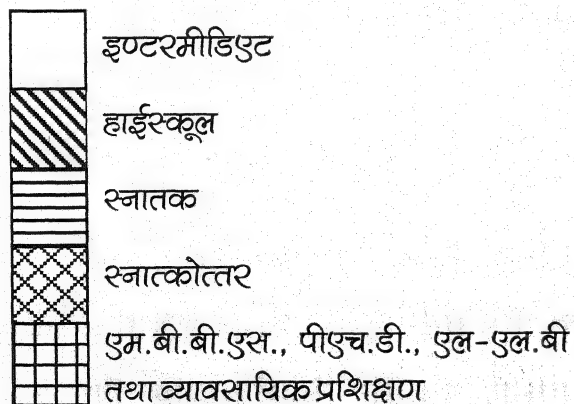 इण्टरमीडिएट
हाईस्कूल
स्नातक
स्नात्कोत्तर
एम.बी.बी.एस., पीएच.डी., एल-एल.बी
तथा व्यावसायिक प्रशिक्षण